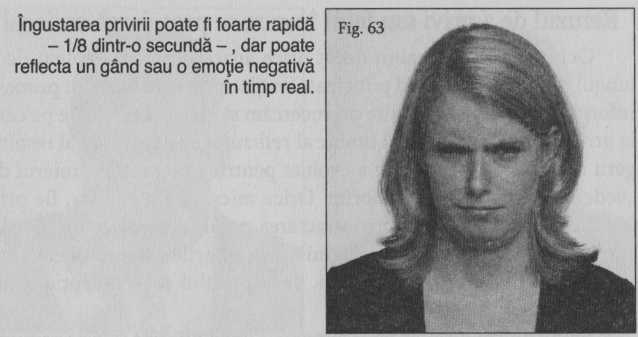 Îngustarea privirii poate fi foarte rapidă
– 1/8 dintr-o secundă – , dar poate
reflecta un gând sau o emoţie negativă
în timp real.
Fig. 63